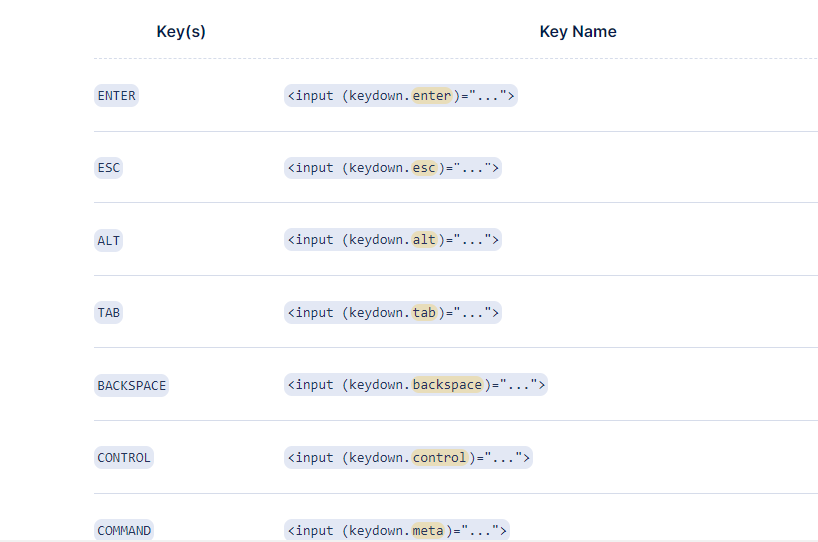 Key(s) Key Name
ENTER <input (keydown.enter)="...">
ESC <input (keydown.esc)="...">
ALT <input (keydown.alt)="...">
TAB <input (keydown.tab)="...">
BACKSPACE <input (keydown.backspace)="...">
CONTROL <input (keydown.control)="...">
COMMAND <input (keydown.meta)="...">